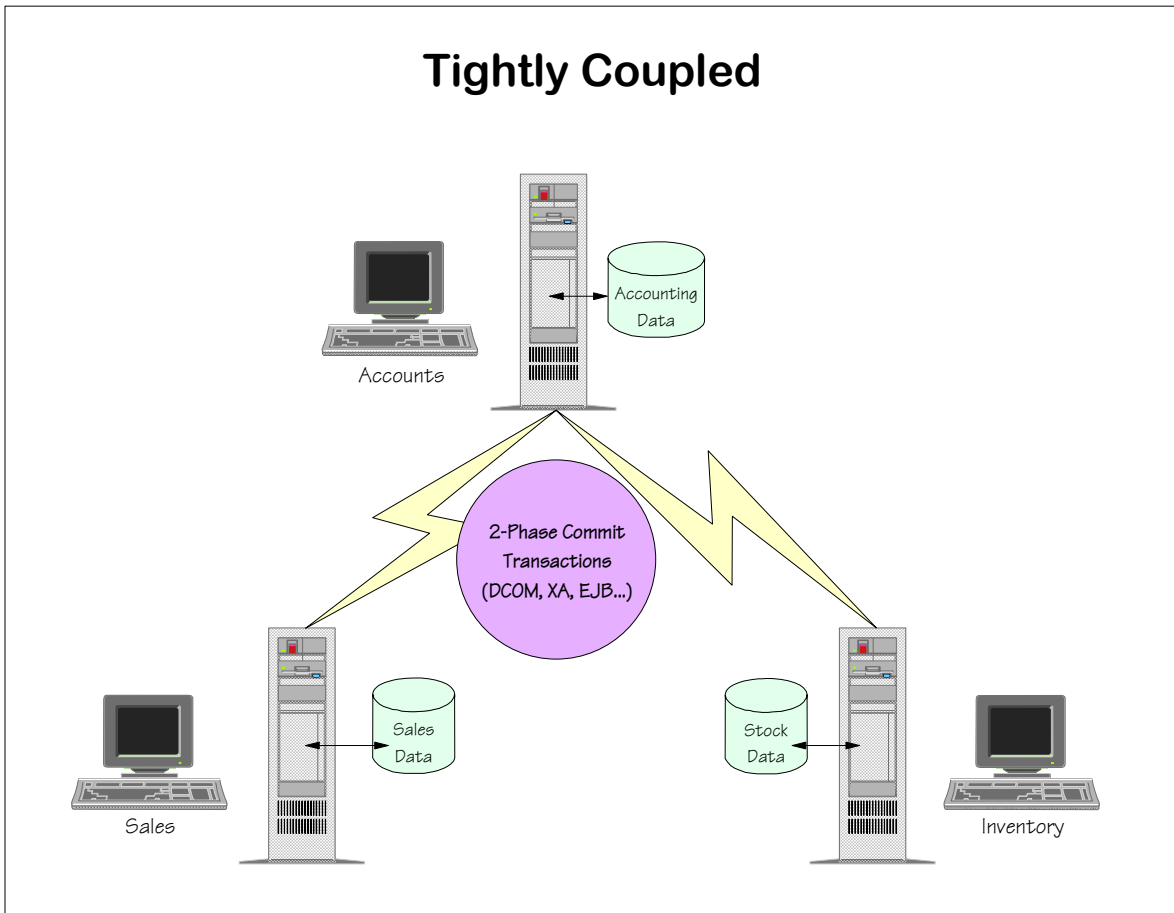 Tightly Coupled
Accounting
Data
Accounts
2-Phase Commit
Transactions
(DCOM, XA, EJB...)
Sales
Data
Stock
Data
Sales
Inventory